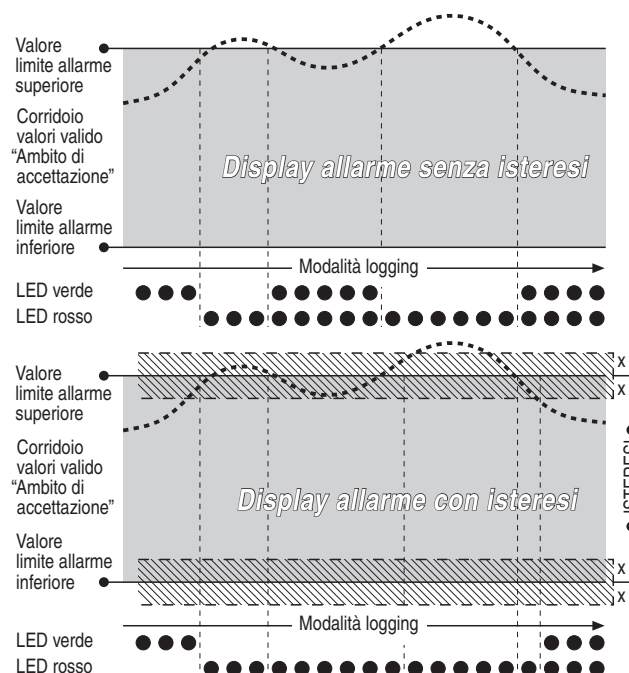 Valore
limite allarme
superiore
Corridoio
valori valido
“Ambito di
accettazione”
Display allarme senza isteresi
Valore
limite allarme
inferiore
Modalità logging
LED verde
LED rosso
Valore
limite allarme
superiore
x
x
Corridoio
valori valido
“Ambito di
accettazione”
Display allarme con isteresi
ISTERESI
Valore
limite allarme
inferiore
x
x
Modalità logging
LED verde
LED rosso